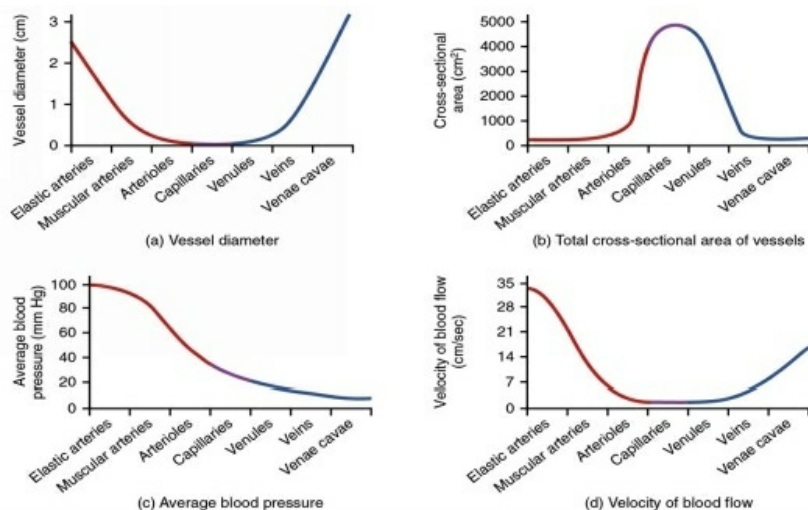 Vessel diameter (cm)
3
2
1
0
Elastic arteries
Muscular arteries
Arterioles
Capillaries
Venules
Veins
Venae cavae
(a) Vessel diameter
Cross-sectional
area (cm²)
5000
4000
3000
2000
1000
0
Elastic arteries
Muscular arteries
Arterioles
Capillaries
Venules
Veins
Venae cavae
(b) Total cross-sectional area of vessels
Average blood
pressure (mm Hg)
100
80
60
40
20
0
Elastic arteries
Muscular arteries
Arterioles
Capillaries
Venules
Veins
Venae cavae
(c) Average blood pressure
Velocity of blood flow
(cm/sec)
35
28
21
14
7
0
Elastic arteries
Muscular arteries
Arterioles
Capillaries
Venules
Veins
Venae cavae
(d) Velocity of blood flow